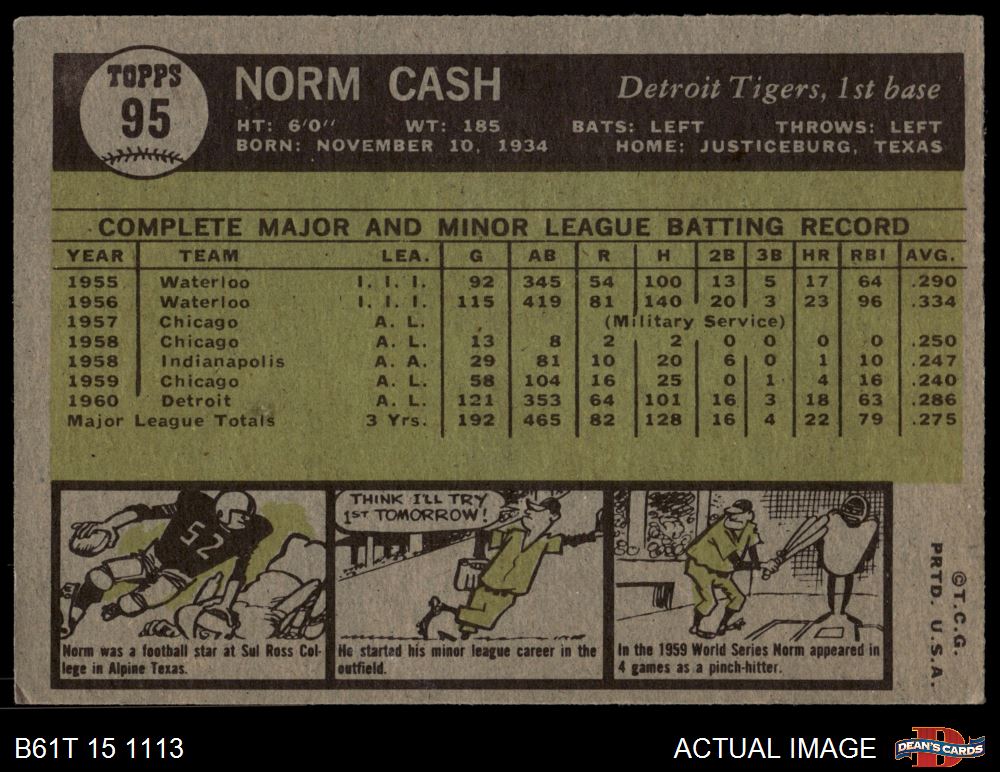 TOPPS
95
NORM CASH
Detroit Tigers, 1st base
HT: 6'0" WT: 185 BATS: LEFT THROWS: LEFT
BORN: NOVEMBER 10, 1934 HOME: JUSTICEBURG, TEXAS
COMPLETE MAJOR AND MINOR LEAGUE BATTING RECORD
YEAR TEAM LEA. G AB R H 2B 3B HR RBI AVG.
1955 Waterloo I. I. I. 92 345 54 100 13 5 17 64 .290
1956 Waterloo I. I. I. 115 419 81 140 20 3 23 96 .334
1957 Chicago A. L. (Military Service)
1958 Chicago A. L. 13 8 2 2 0 0 0 0 .250
1958 Indianapolis A. A. 29 81 10 20 6 0 1 10 .247
1959 Chicago A. L. 58 104 16 25 0 1 4 16 .240
1960 Detroit A. L. 121 353 64 101 16 3 18 63 .286
Major League Totals 3 Yrs. 192 465 82 128 16 4 22 79 .275
52
Norm was a football star at Sul Ross Col-
lege in Alpine Texas.
THINK I'LL TRY
1ST TOMORROW!
He started his minor league career in the
outfield.
In the 1959 World Series Norm appeared in
4 games as a pinch-hitter.
©T.C.G.
PRTD. U.S.A.
B61T 15 1113
ACTUAL IMAGE
D
DEAN'S CARDS